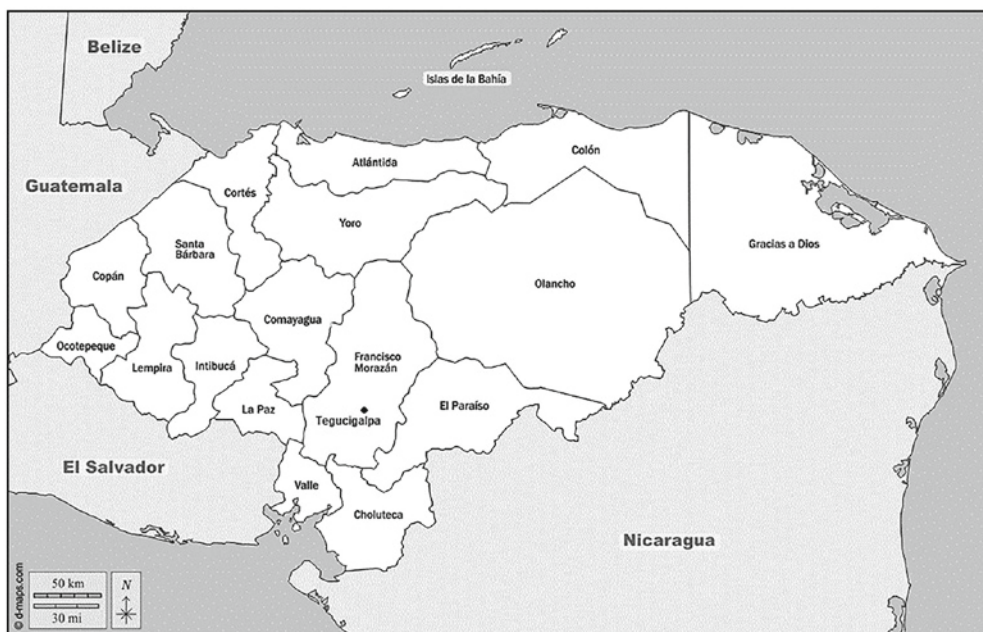 Belize
Islas de la Bahía
Guatemala
Atlántida
Colón
Cortés
Yoro
Santa
Bárbara
Gracias a Dios
Copán
Olancho
Comayagua
Ocotepeque
Lempira
Intibucá
Francisco
Morazán
La Paz
El Paraíso
Tegucigalpa
El Salvador
Valle
Choluteca
Nicaragua
50 km
30 mi
N
© d-maps.com